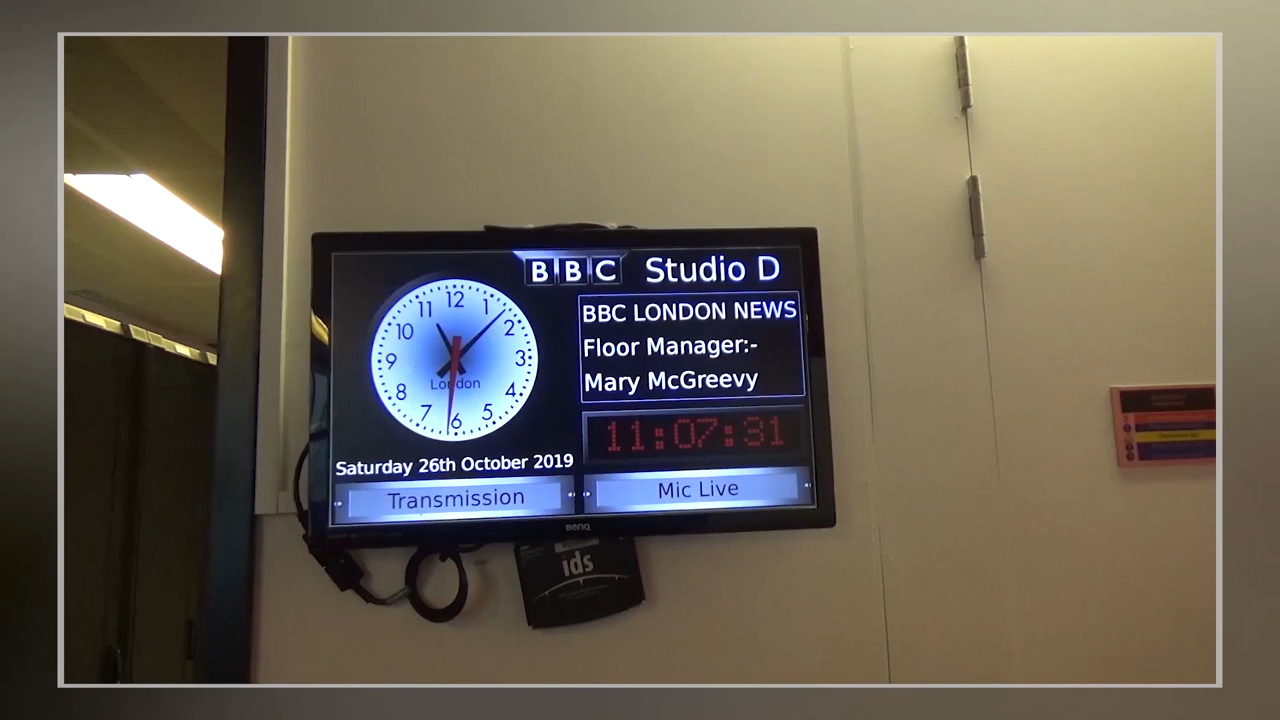 BBC Studio D
12
1
2
3
4
5
6
7
8
9
10
11
London
BBC LONDON NEWS
Floor Manager:-
Mary McGreevy
11:07:31
Saturday 26th October 2019
Transmission
Mic Live
BenQ
ids